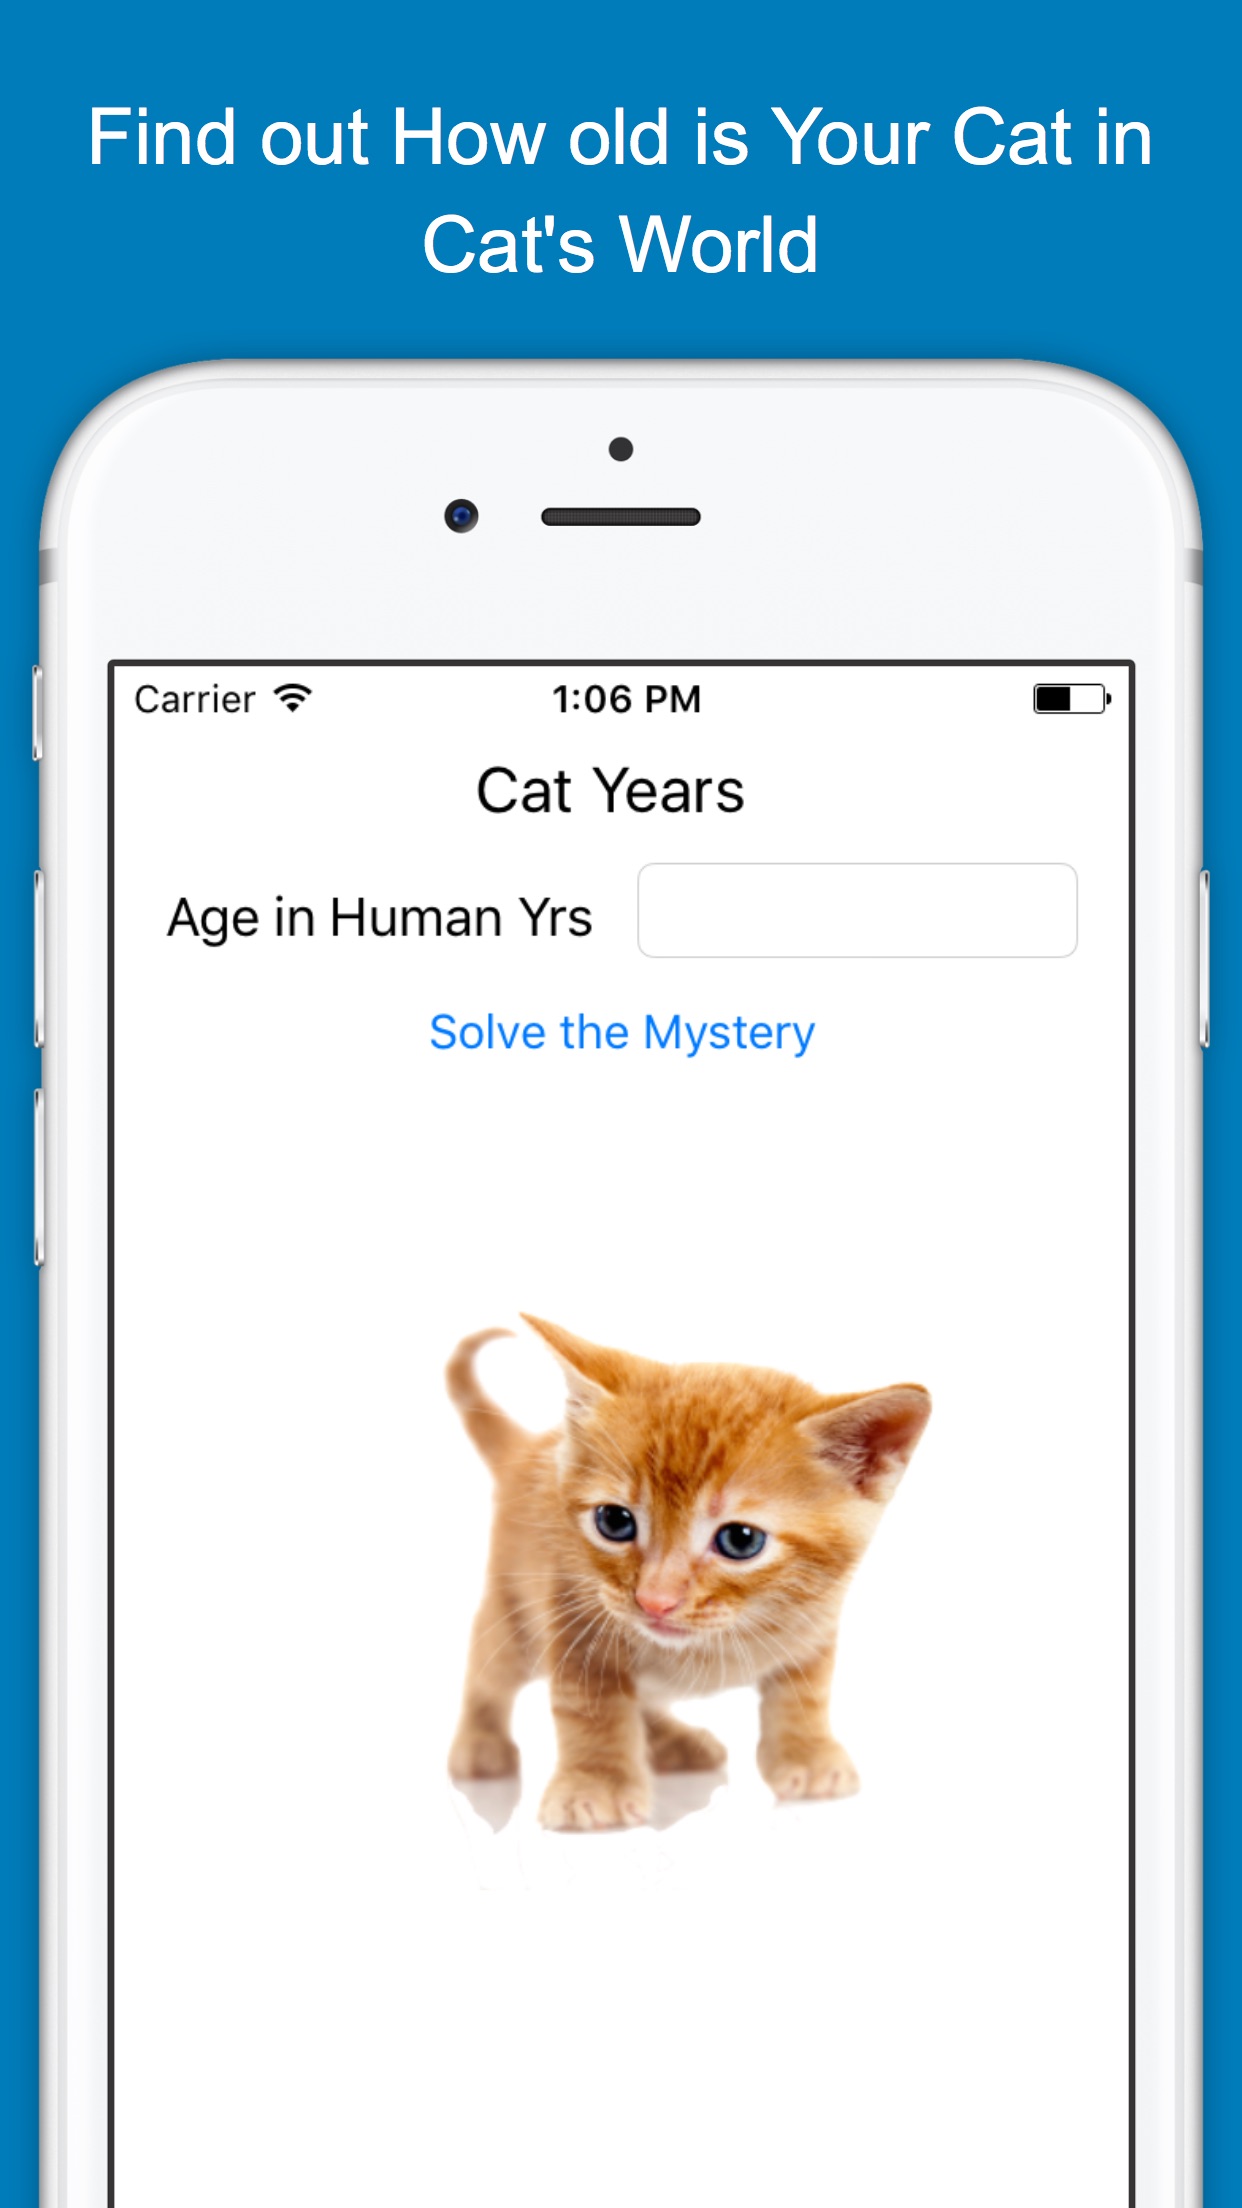 Find out How old is Your Cat in
Cat's World
Carrier 1:06 PM
Cat Years
Age in Human Yrs
Solve the Mystery